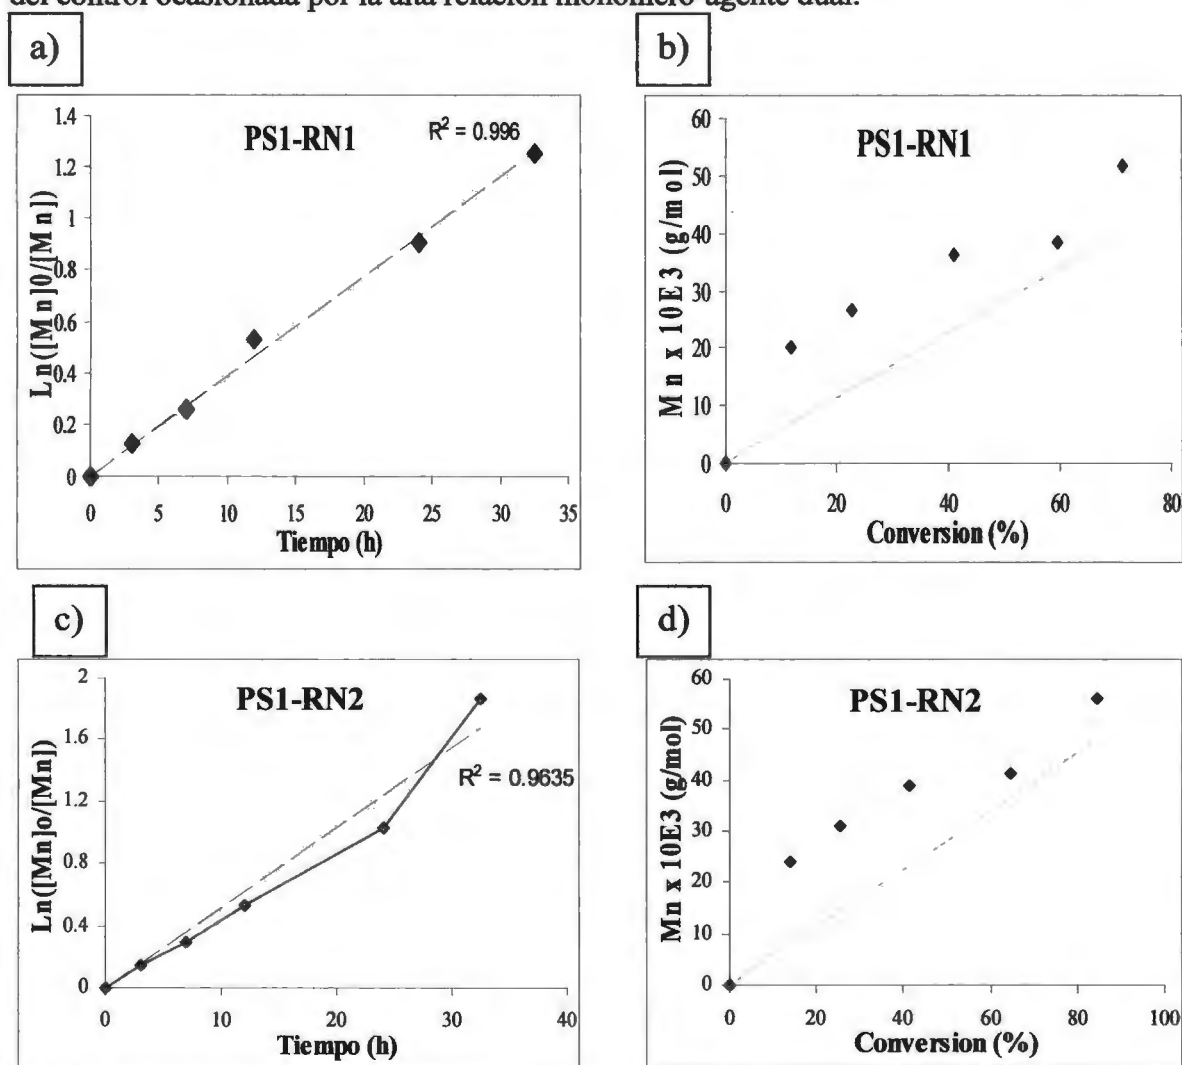 del control ocasionada por la una relación monómero-agente dual.
a)
b)
PS1-RN1
R² = 0.996
Ln([Mn]0/[Mn])
1.4
1.2
1
0.8
0.6
0.4
0.2
0
0 5 10 15 20 25 30 35
Tiempo (h)
PS1-RN1
Mn x 10E3 (g/mol)
60
50
40
30
20
10
0
0 20 40 60 80
Conversion (%)
c)
d)
PS1-RN2
R² = 0.9635
Ln([Mn]o/[Mn])
2
1.6
1.2
0.8
0.4
0
0 10 20 30 40
Tiempo (h)
PS1-RN2
Mn x 10E3 (g/mol)
60
50
40
30
20
10
0
0 20 40 60 80 100
Conversion (%)